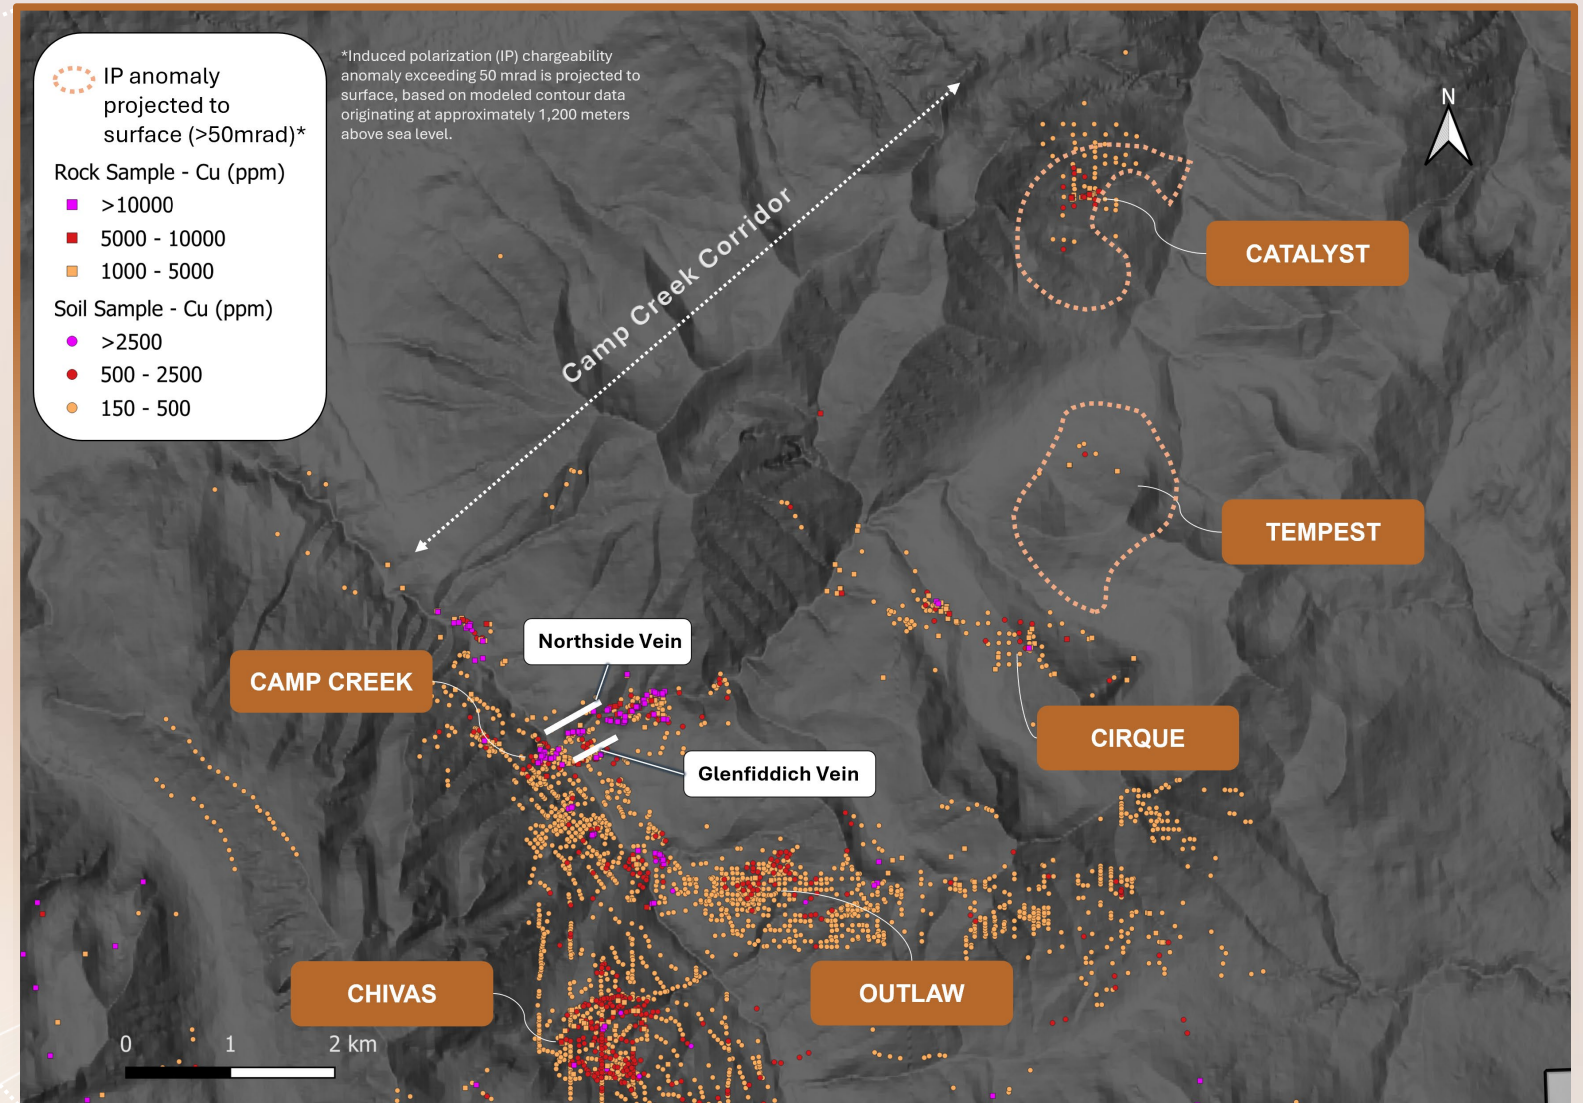 IP anomaly
projected to
surface (>50mrad)*
Rock Sample - Cu (ppm)
>10000
5000 - 10000
1000 - 5000
Soil Sample - Cu (ppm)
>2500
500 - 2500
150 - 500
*Induced polarization (IP) chargeability
anomaly exceeding 50 mrad is projected to
surface, based on modeled contour data
originating at approximately 1,200 meters
above sea level.
N
Camp Creek Corridor
CATALYST
TEMPEST
Northside Vein
CAMP CREEK
CIRQUE
Glenfiddich Vein
CHIVAS
OUTLAW
0 1 2 km